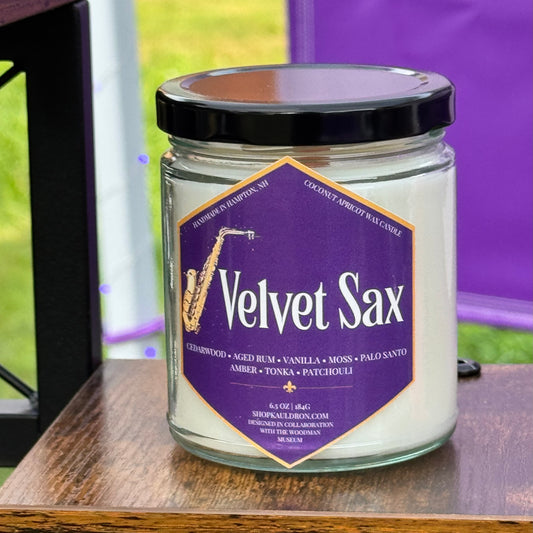 HANDMADE IN HAMPTON, NH
COCONUT APRICOT WAX CANDLE
Velvet Sax
CEDARWOOD • AGED RUM • VANILLA • MOSS • PALO SANTO
AMBER • TONKA • PATCHOULI
6.5 OZ | 184G
SHOPKAULDRON.COM
DESIGNED IN COLLABORATION
WITH THE WOODMAN
MUSEUM